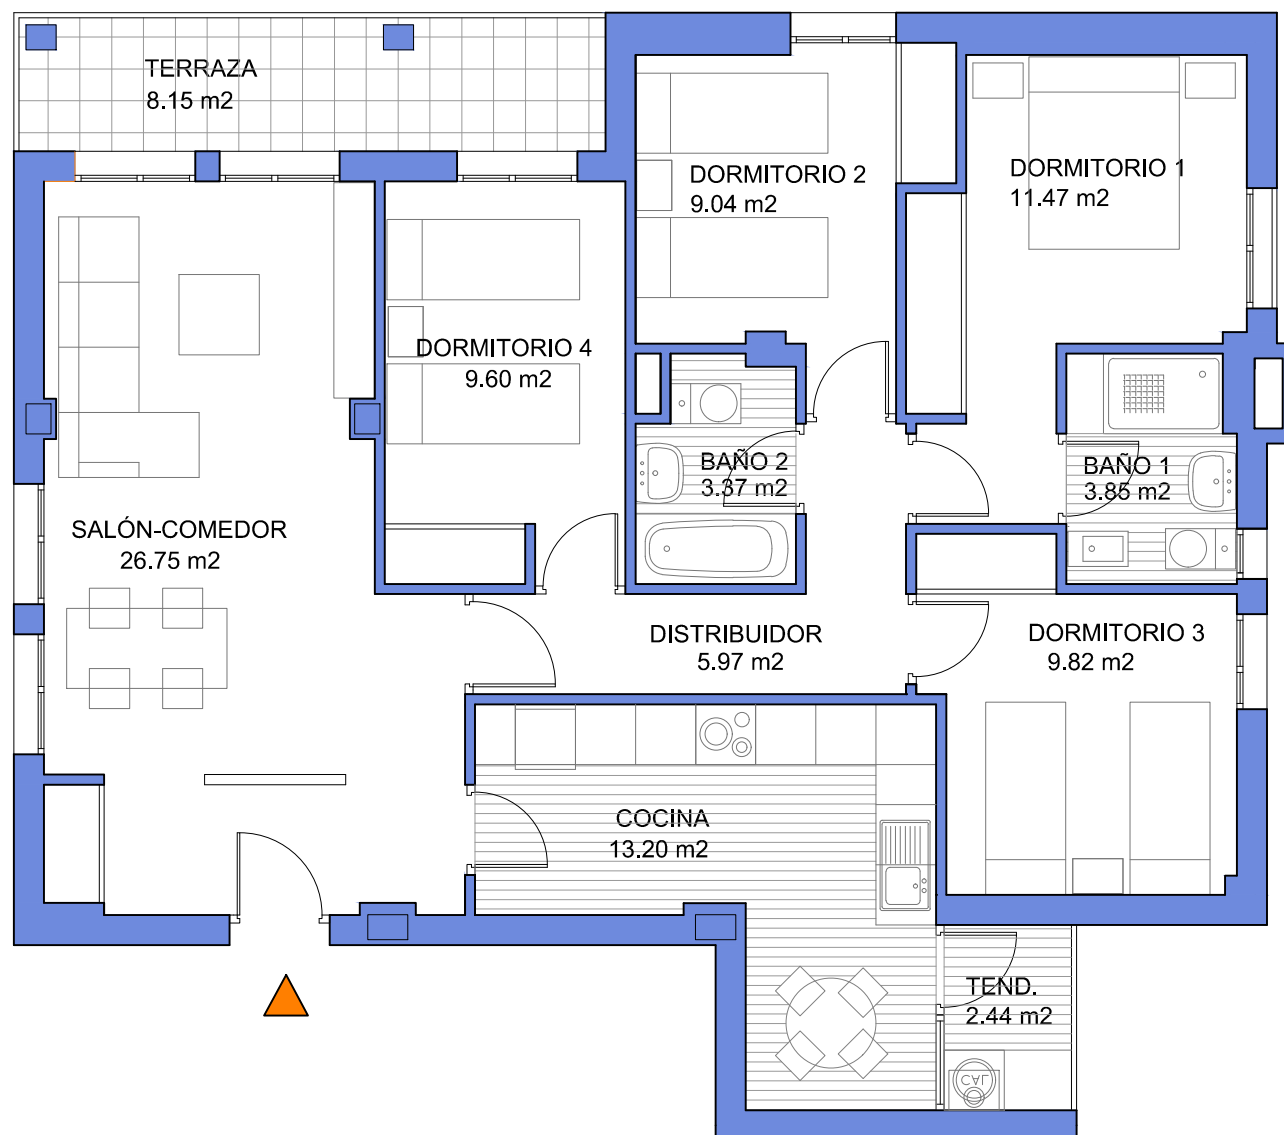 TERRAZA
8.15 m2
DORMITORIO 2
9.04 m2
DORMITORIO 1
11.47 m2
DORMITORIO 4
9.60 m2
BAÑO 2
3.37 m2
BAÑO 1
3.85 m2
SALÓN-COMEDOR
26.75 m2
DISTRIBUIDOR
5.97 m2
DORMITORIO 3
9.82 m2
COCINA
13.20 m2
TEND.
2.44 m2
CAL